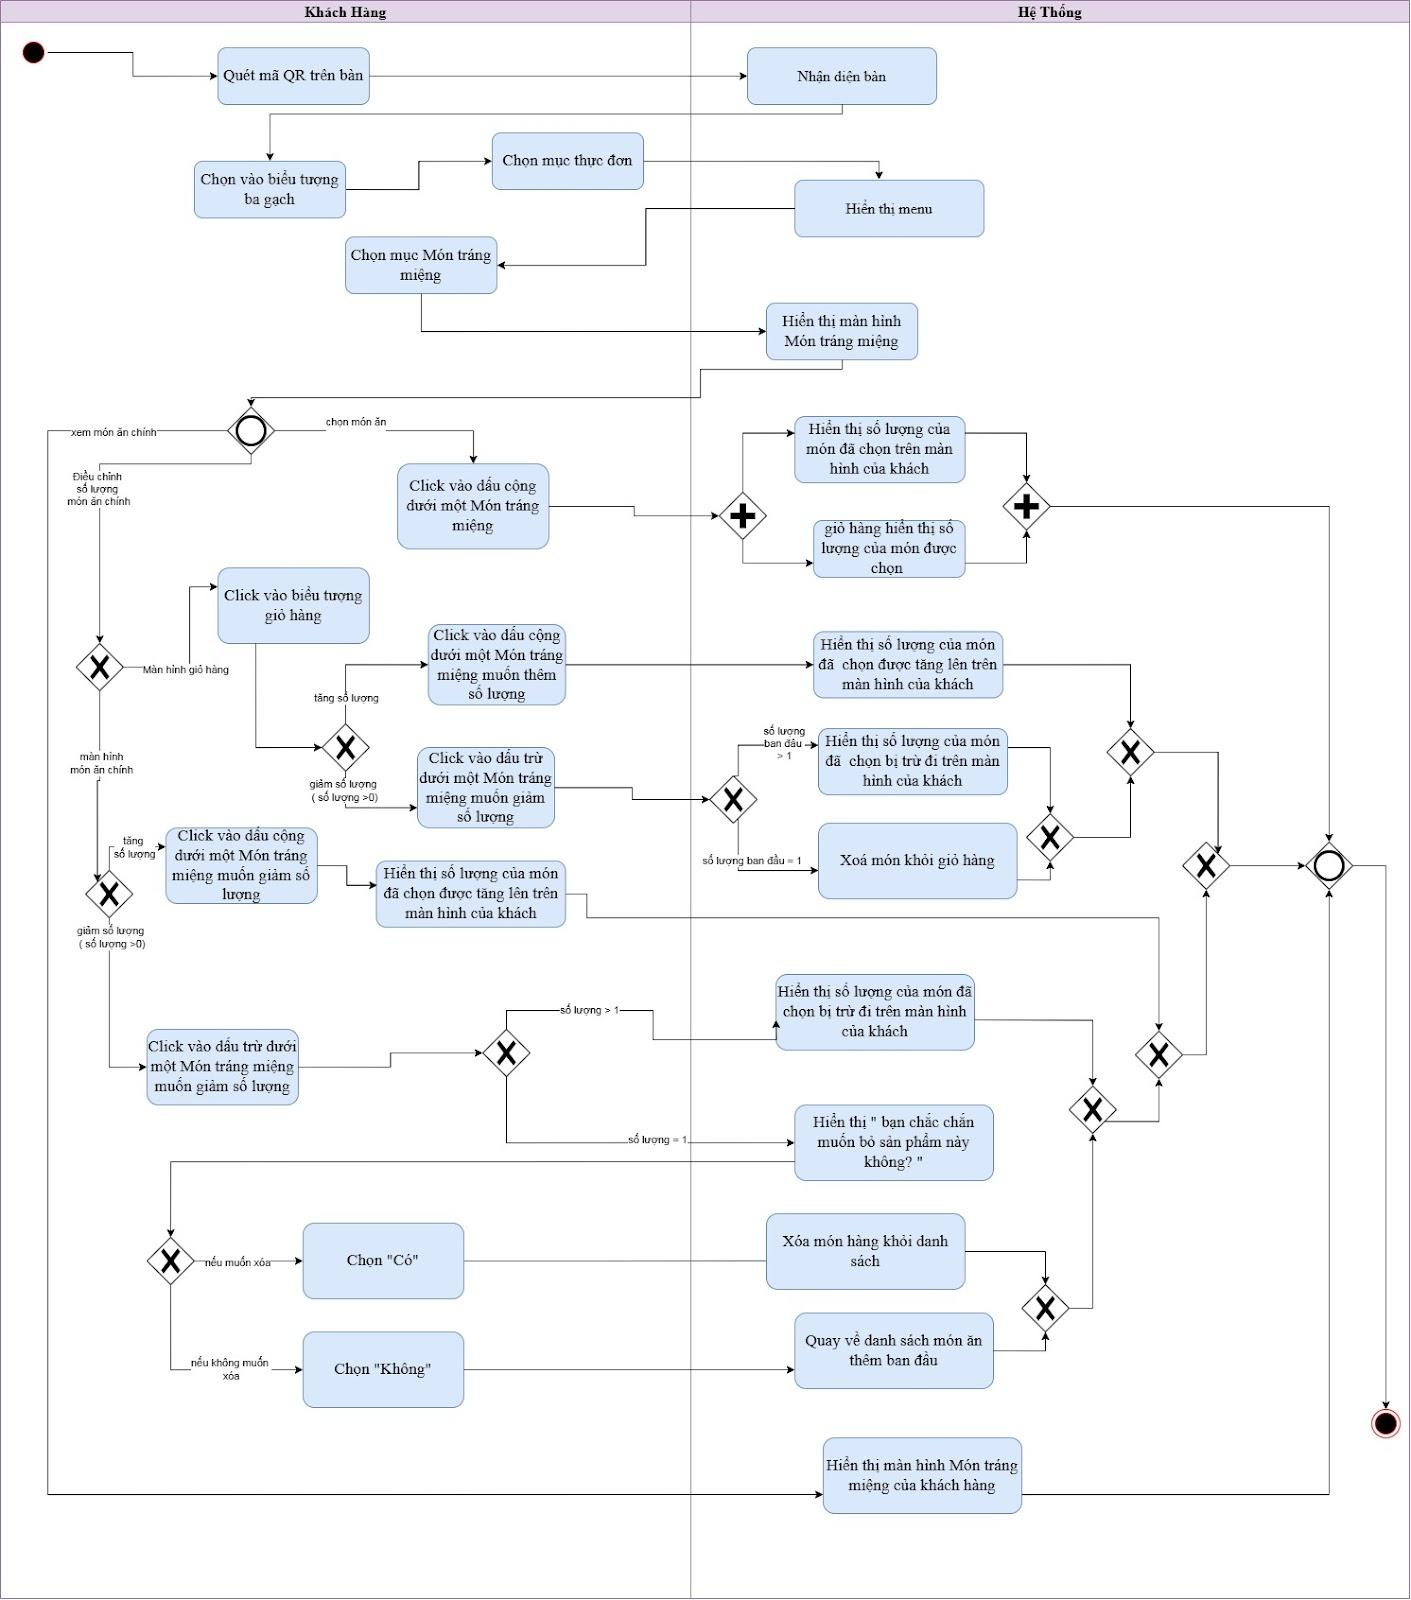 Khách Hàng
Hệ Thống
Quét mã QR trên bàn
Nhận diện bàn
Chọn mục thực đơn
Chọn vào biểu tượng
ba gạch
Hiển thị menu
Chọn mục Món tráng
miệng
Hiển thị màn hình
Món tráng miệng
xem món ăn chính
chọn món ăn
Điều chỉnh
số lượng
món ăn chính
Click vào dấu cộng
dưới một Món tráng
miệng
Hiển thị số lượng của
món đã chọn trên màn
hình của khách
giỏ hàng hiển thị số
lượng của món được
chọn
Click vào biểu tượng
giỏ hàng
Màn hình giỏ hàng
tăng số lượng
Click vào dấu cộng
dưới một Món tráng
miệng muốn thêm
số lượng
Hiển thị số lượng của món
đã chọn được tăng lên trên
màn hình của khách
màn hình
món ăn chính
giảm số lượng
( số lượng >0)
Click vào dấu trừ
dưới một Món tráng
miệng muốn giảm
số lượng
số lượng
ban đầu
> 1
Hiển thị số lượng của món
đã chọn bị trừ đi trên màn
hình của khách
số lượng ban đầu = 1
Xoá món khỏi giỏ hàng
tăng
số lượng
Click vào dấu cộng
dưới một Món tráng
miệng muốn giảm số
lượng
Hiển thị số lượng của món
đã chọn được tăng lên trên
màn hình của khách
giảm số lượng
( số lượng >0)
Click vào dấu trừ dưới
một Món tráng miệng
muốn giảm số lượng
số lượng > 1
Hiển thị số lượng của món đã
chọn bị trừ đi trên màn hình
của khách
số lượng = 1
Hiển thị " bạn chắc chắn
muốn bỏ sản phẩm này
không? "
nếu muốn xóa
Chọn "Có"
Xóa món hàng khỏi danh
sách
nếu không muốn
xóa
Chọn "Không"
Quay về danh sách món ăn
thêm ban đầu
Hiển thị màn hình Món tráng
miệng của khách hàng